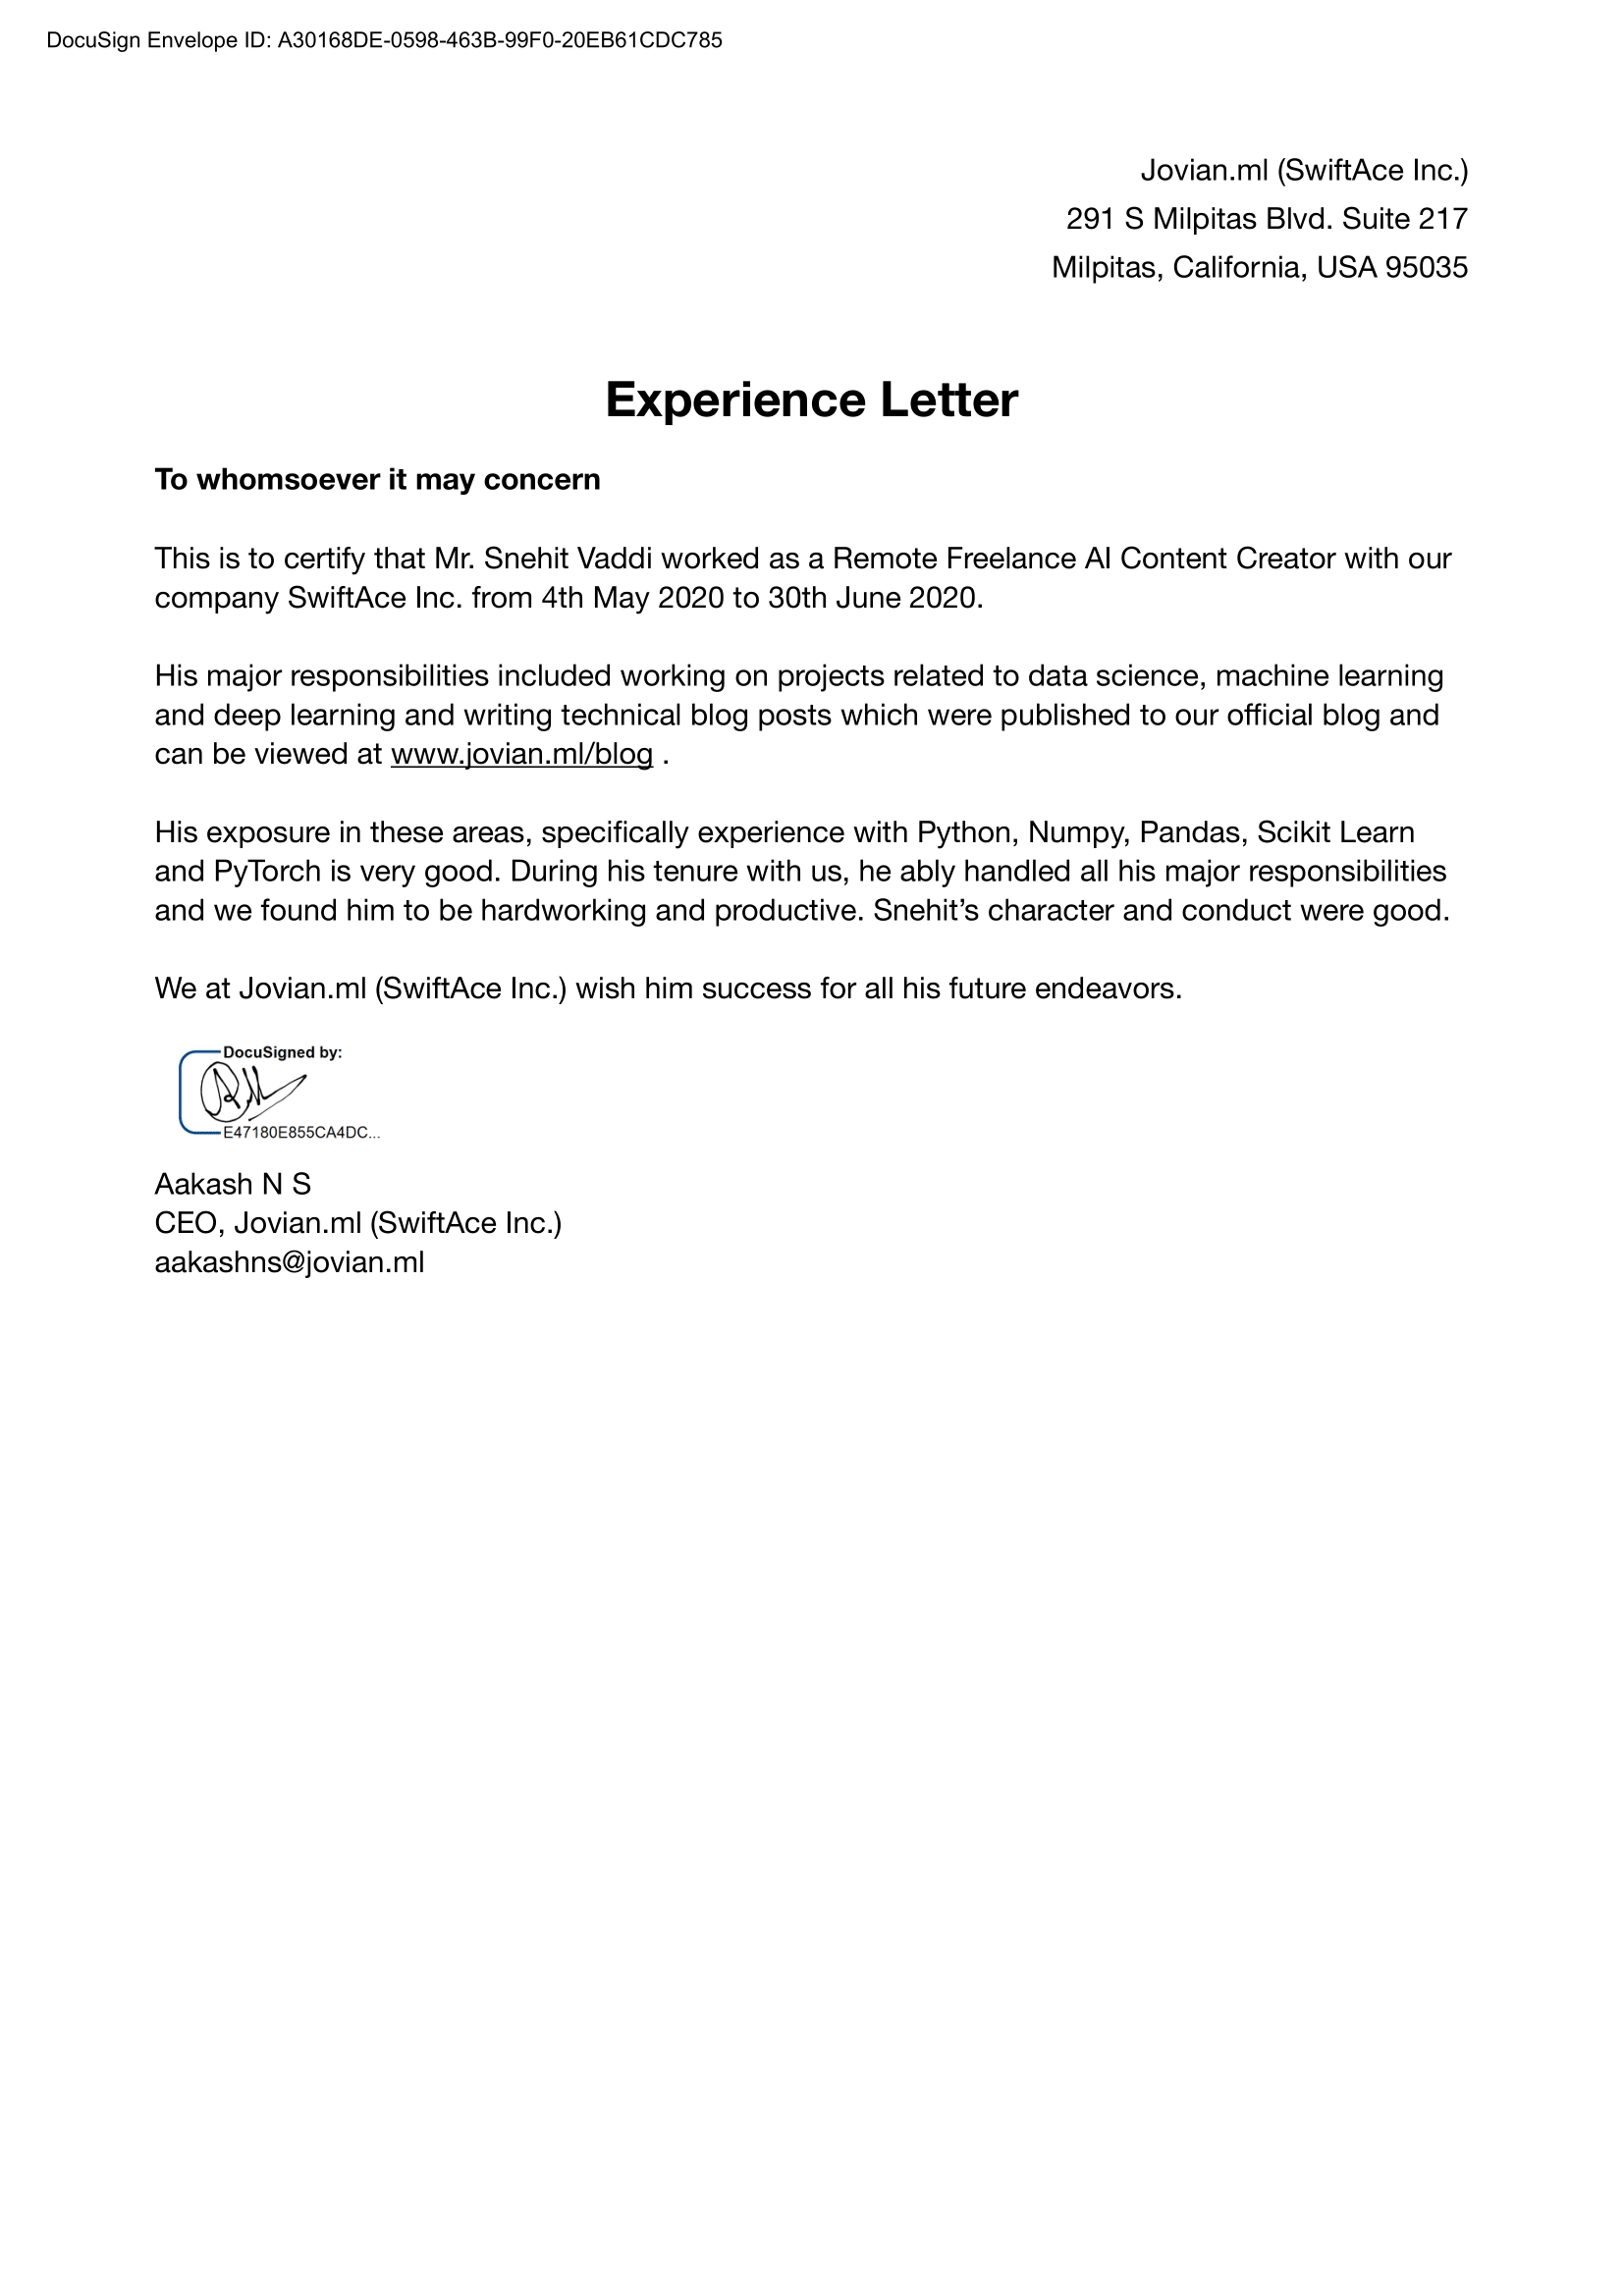 DocuSign Envelope ID: A30168DE-0598-463B-99F0-20EB61CDC785
Jovian.ml (SwiftAce Inc.)
291 S Milpitas Blvd. Suite 217
Milpitas, California, USA 95035
Experience Letter
To whomsoever it may concern
This is to certify that Mr. Snehit Vaddi worked as a Remote Freelance AI Content Creator with our
company SwiftAce Inc. from 4th May 2020 to 30th June 2020.
His major responsibilities included working on projects related to data science, machine learning
and deep learning and writing technical blog posts which were published to our official blog and
can be viewed at www.jovian.ml/blog .
His exposure in these areas, specifically experience with Python, Numpy, Pandas, Scikit Learn
and PyTorch is very good. During his tenure with us, he ably handled all his major responsibilities
and we found him to be hardworking and productive. Snehit’s character and conduct were good.
We at Jovian.ml (SwiftAce Inc.) wish him success for all his future endeavors.
DocuSigned by:
E47180E855CA4DC...
Aakash N S
CEO, Jovian.ml (SwiftAce Inc.)
aakashns@jovian.ml